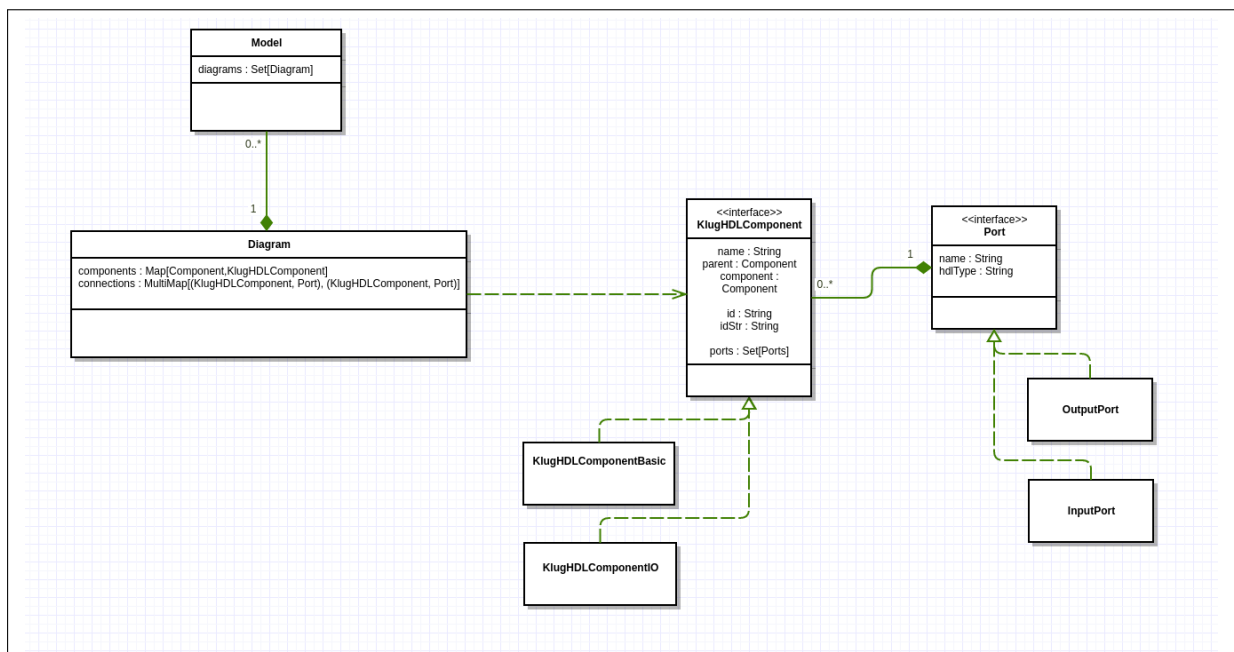 Model
diagrams : Set[Diagram]
0..*
1
Diagram
components : Map[Component,KlugHDLComponent]
connections : MultiMap[(KlugHDLComponent, Port), (KlugHDLComponent, Port)]
<<interface>>
KlugHDLComponent
name : String
parent : Component
component :
Component
id : String
idStr : String
ports : Set[Ports]
0..*
1
<<interface>>
Port
name : String
hdlType : String
OutputPort
InputPort
KlugHDLComponentBasic
KlugHDLComponentIO